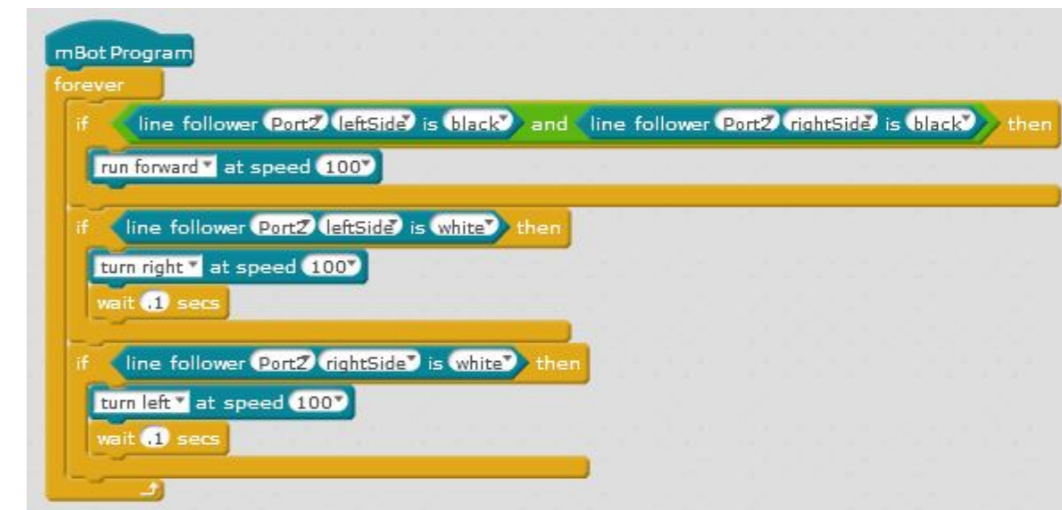 mBot Program
forever
if line follower Port2 leftSide is black and line follower Port2 rightSide is black then
run forward at speed 100
if line follower Port2 leftSide is white then
turn right at speed 100
wait .1 secs
if line follower Port2 rightSide is white then
turn left at speed 100
wait .1 secs